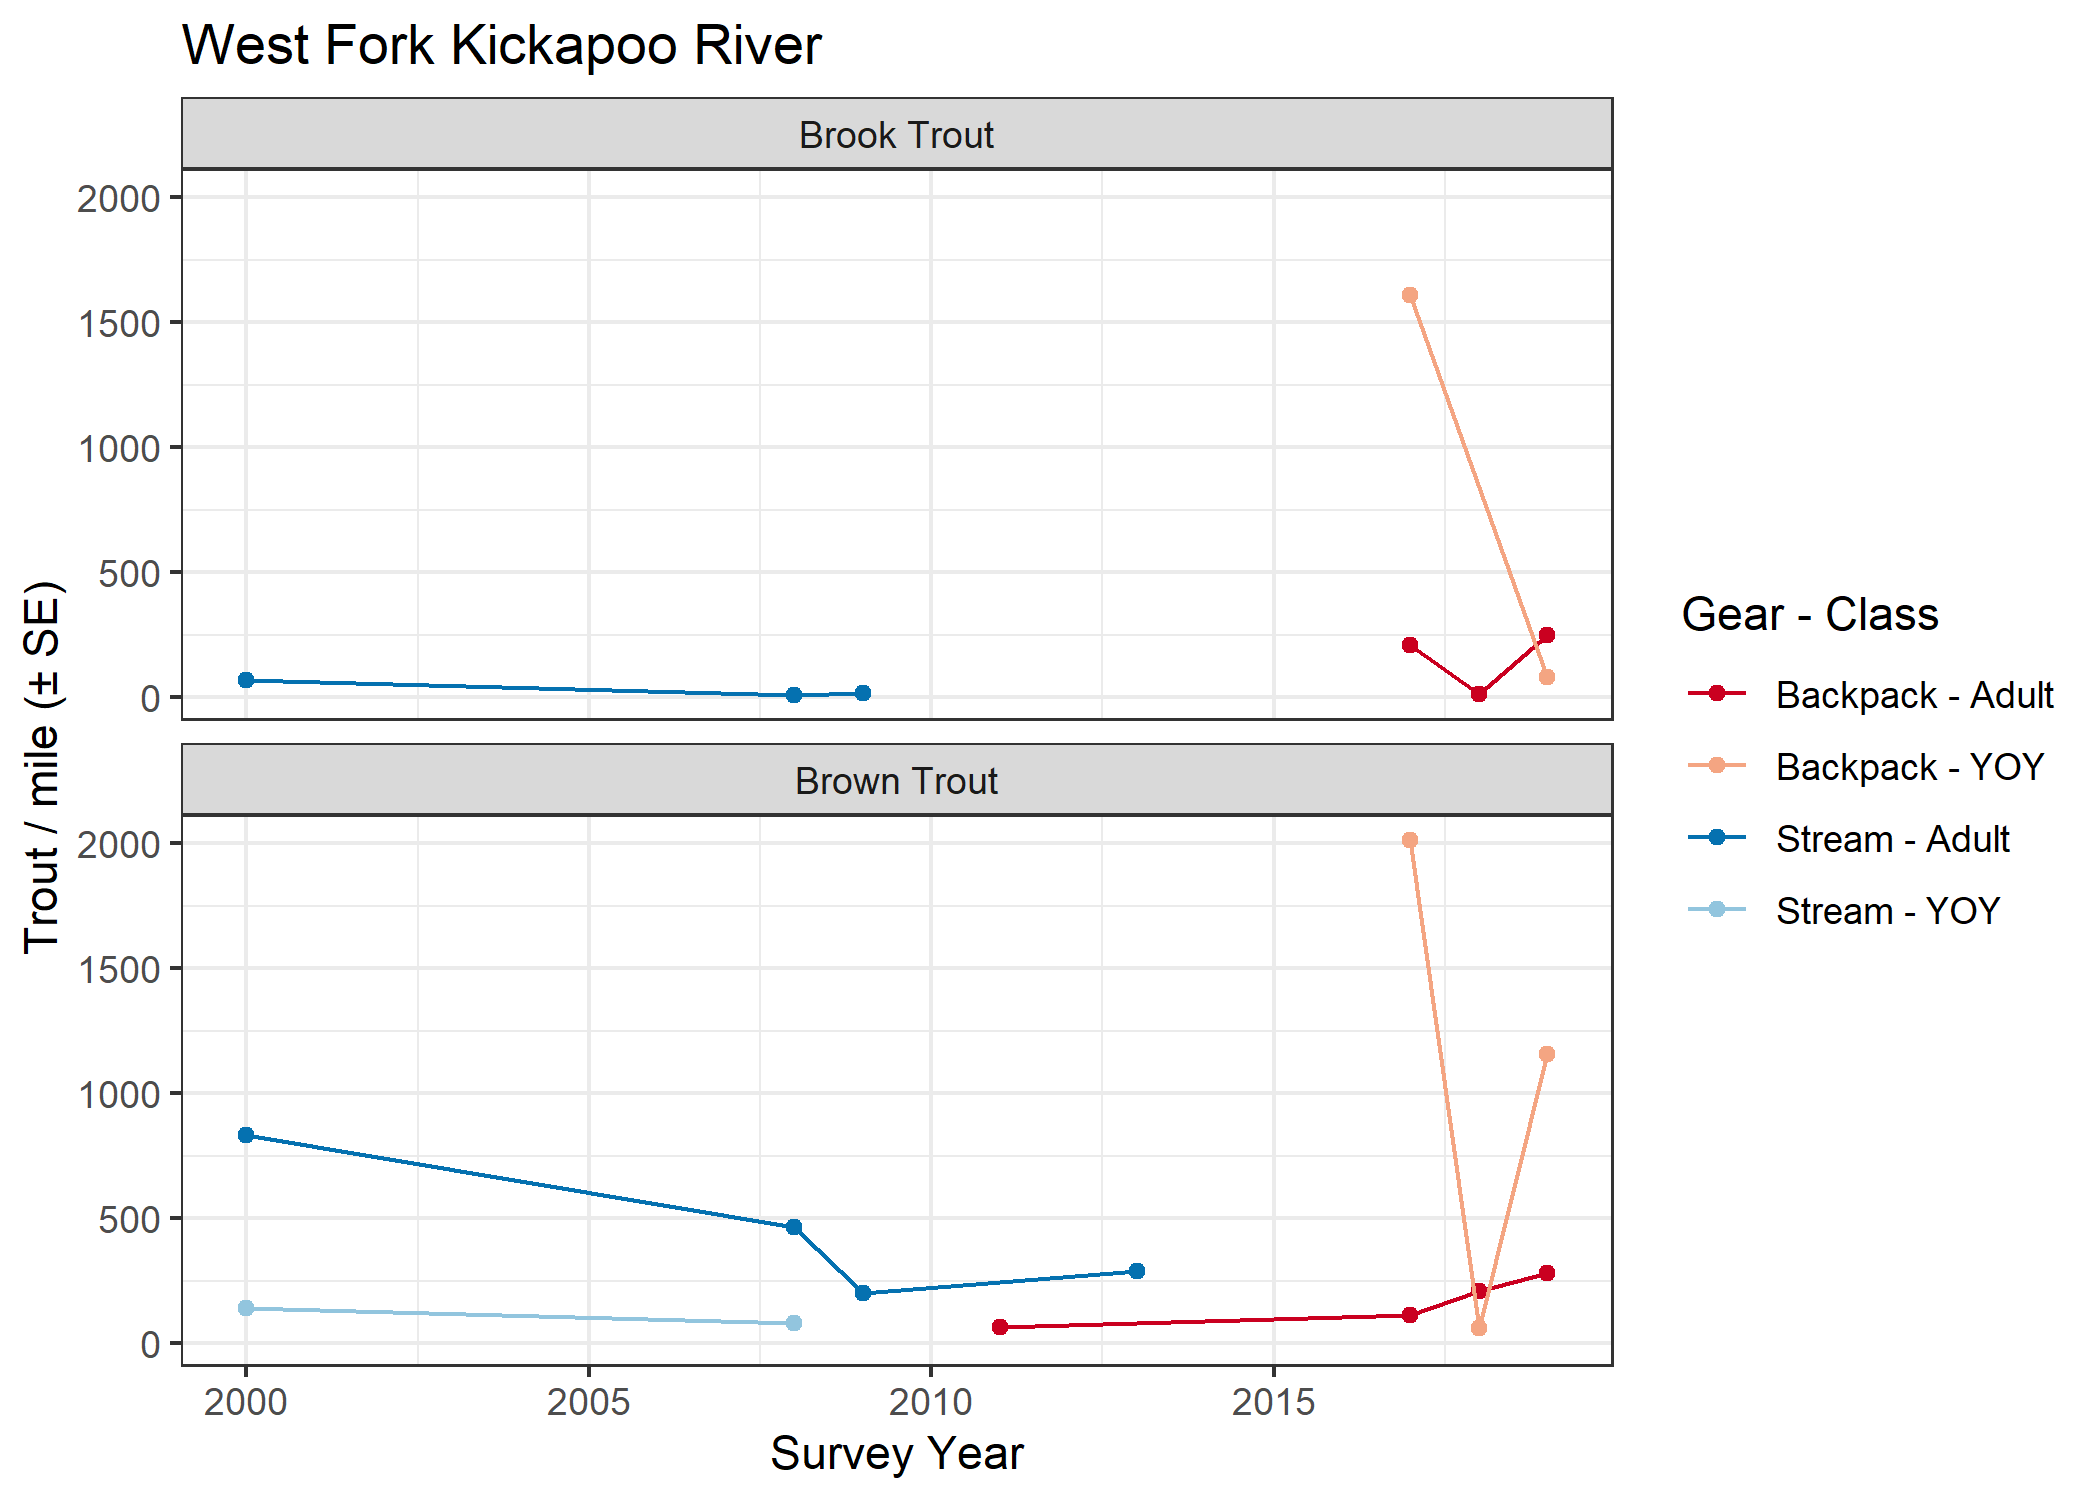 West Fork Kickapoo River
Brook Trout
2000
1500
1000
500
0
Brown Trout
2000
1500
1000
500
0
2000 2005 2010 2015
Survey Year
Trout / mile (± SE)
Gear - Class
Backpack - Adult
Backpack - YOY
Stream - Adult
Stream - YOY